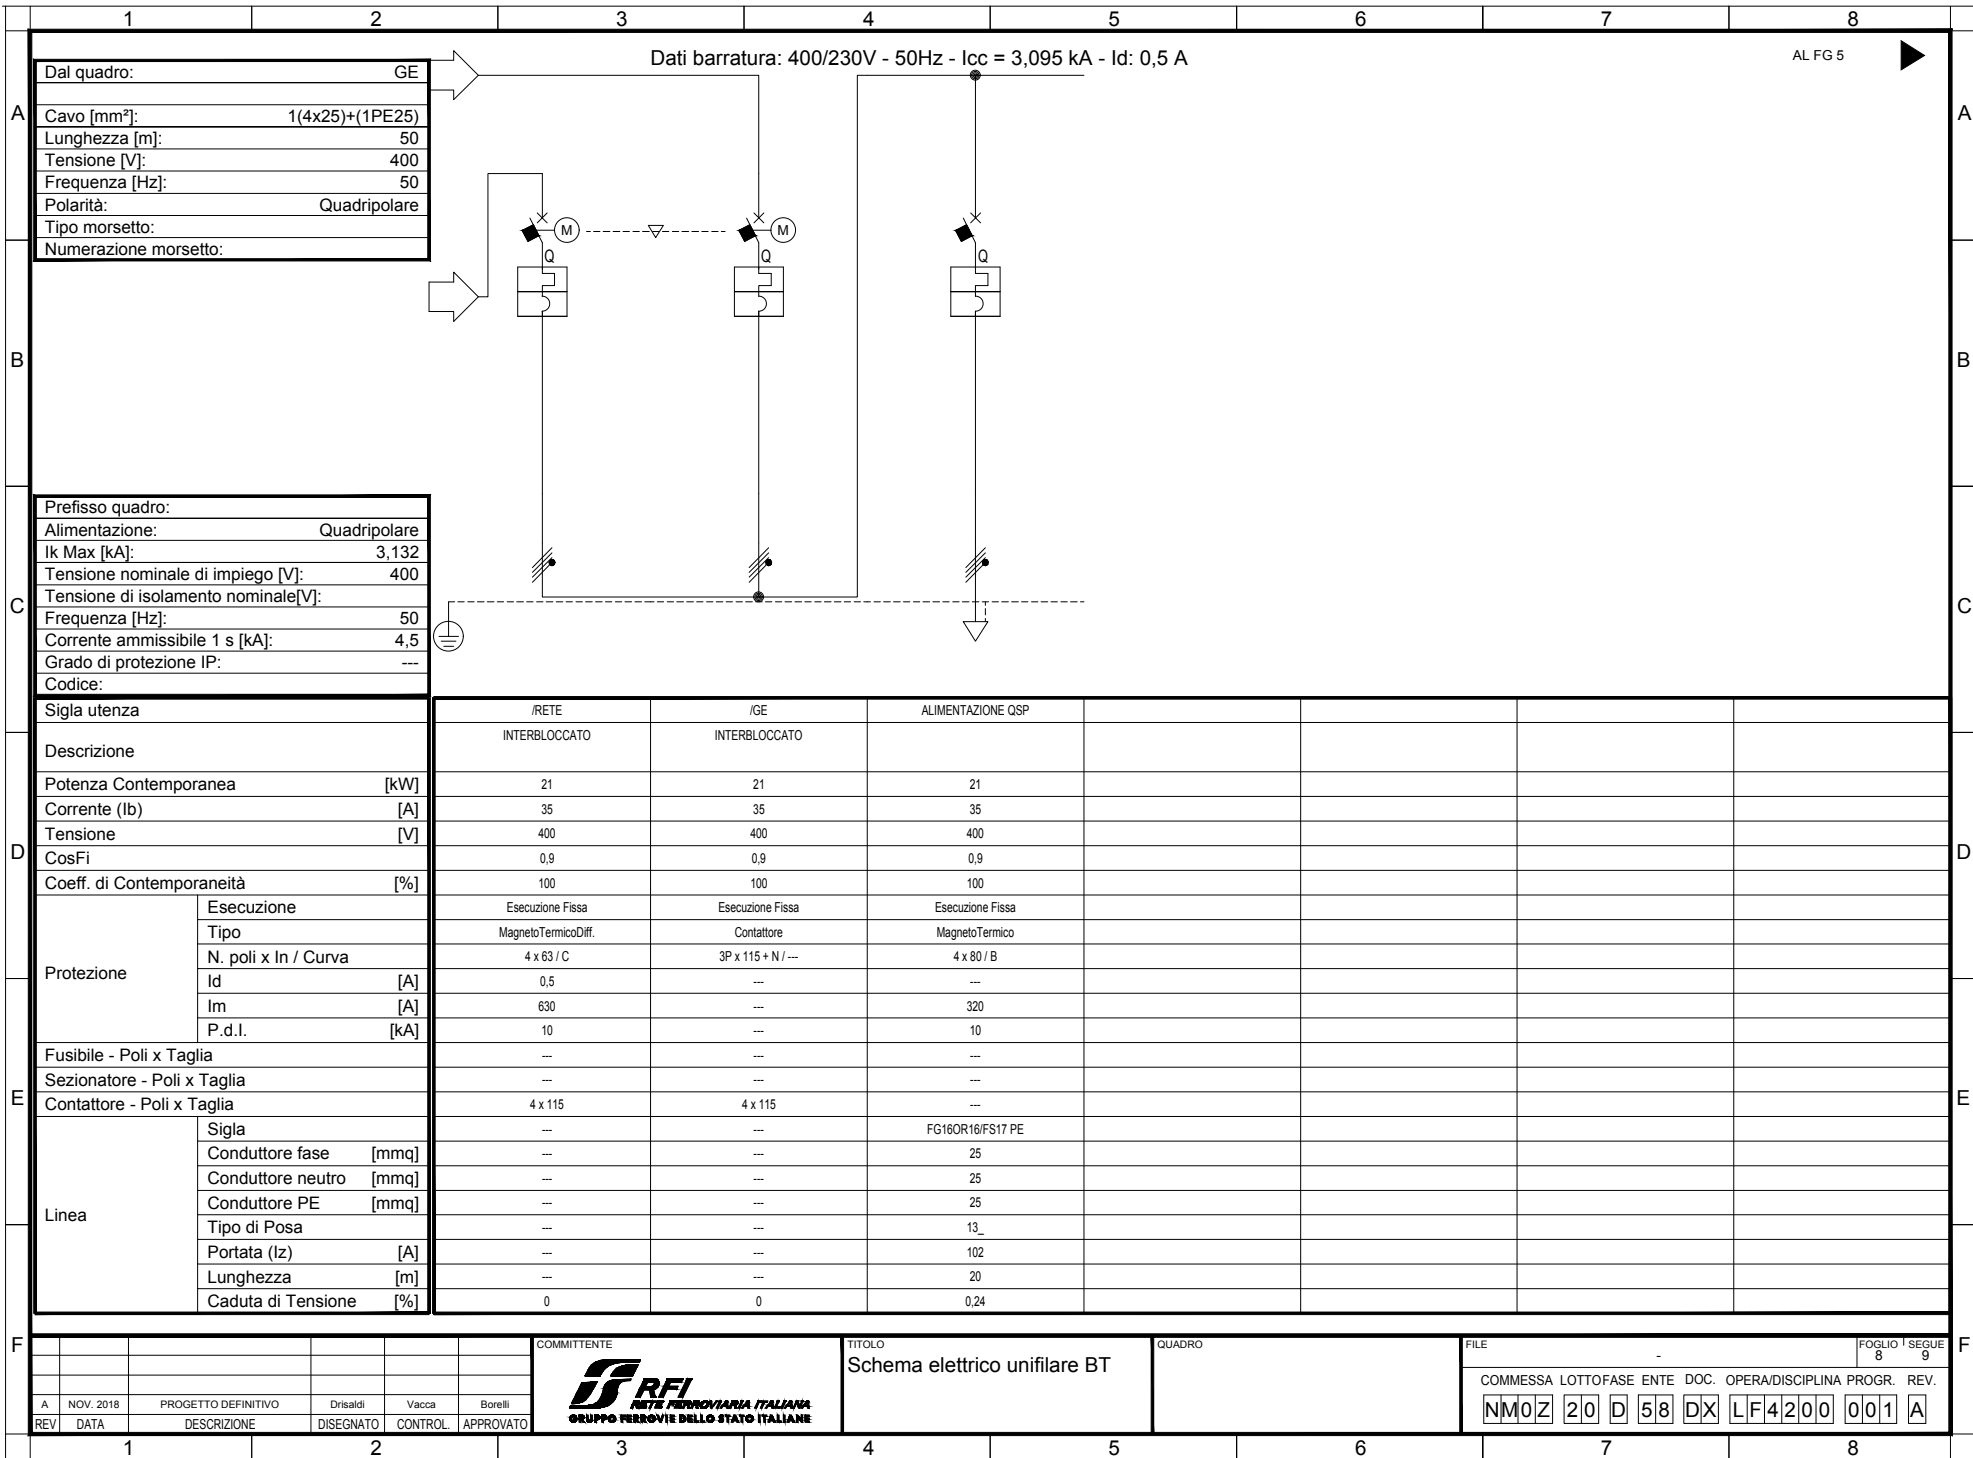 1 2 3 4 5 6 7 8
Dati barratura: 400/230V - 50Hz - Icc = 3,095 kA - Id: 0,5 A
AL FG 5
A A
Dal quadro: GE
Cavo [mm²]: 1(4x25)+(1PE25)
Lunghezza [m]: 50
Tensione [V]: 400
Frequenza [Hz]: 50
Polarità: Quadripolare
Tipo morsetto:
Numerazione morsetto:
M M
Q Q Q
B B
Prefisso quadro:
Alimentazione: Quadripolare
Ik Max [kA]: 3,132
Tensione nominale di impiego [V]: 400
Tensione di isolamento nominale[V]:
Frequenza [Hz]: 50
Corrente ammissibile 1 s [kA]: 4,5
Grado di protezione IP: ---
Codice:
C C
Sigla utenza /RETE /GE ALIMENTAZIONE QSP
Descrizione INTERBLOCCATO INTERBLOCCATO
Potenza Contemporanea [kW] 21 21 21
Corrente (Ib) [A] 35 35 35
Tensione [V] 400 400 400
D D
CosFi 0,9 0,9 0,9
Coeff. di Contemporaneità [%] 100 100 100
Protezione
Esecuzione Esecuzione Fissa Esecuzione Fissa Esecuzione Fissa
Tipo MagnetoTermicoDiff. Contattore MagnetoTermico
N. poli x In / Curva 4 x 63 / C 3P x 115 + N / --- 4 x 80 / B
Id [A] 0,5 --- ---
Im [A] 630 --- 320
P.d.I. [kA] 10 --- 10
Fusibile - Poli x Taglia --- --- ---
Sezionatore - Poli x Taglia --- --- ---
E E
Contattore - Poli x Taglia 4 x 115 4 x 115 ---
Linea
Sigla --- --- FG16OR16/FS17 PE
Conduttore fase [mmq] --- --- 25
Conduttore neutro [mmq] --- --- 25
Conduttore PE [mmq] --- --- 25
Tipo di Posa --- --- 13_
Portata (Iz) [A] --- --- 102
Lunghezza [m] --- --- 20
Caduta di Tensione [%] 0 0 0,24
F F
A NOV. 2018 PROGETTO DEFINITIVO Drisaldi Vacca Borelli
REV DATA DESCRIZIONE DISEGNATO CONTROL. APPROVATO
COMMITTENTE
RFI
RETE FERROVIARIA ITALIANA
GRUPPO FERROVIE DELLO STATO ITALIANE
TITOLO
Schema elettrico unifilare BT
QUADRO
FILE
-
FOGLIO SEGUE
8 9
COMMESSA LOTTO FASE ENTE DOC. OPERA/DISCIPLINA PROGR. REV.
NM0Z 20 D 58 DX LF4200 001 A
1 2 3 4 5 6 7 8